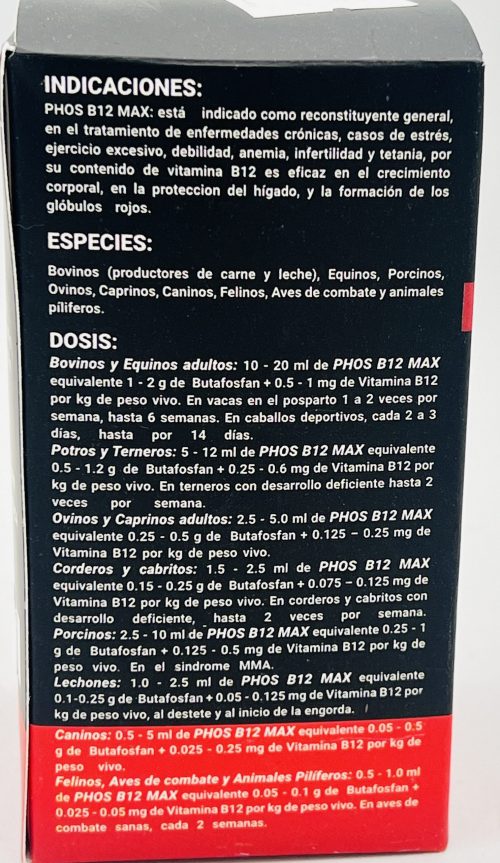 INDICACIONES:
PHOS B12 MAX: está indicado como reconstituyente general,
en el tratamiento de enfermedades crónicas, casos de estrés,
ejercicio excesivo, debilidad, anemia, infertilidad y tetania, por
su contenido de vitamina B12 es eficaz en el crecimiento
corporal, en la proteccion del hígado, y la formación de los
glóbulos rojos.
ESPECIES:
Bovinos (productores de carne y leche), Equinos, Porcinos,
Ovinos, Caprinos, Caninos, Felinos, Aves de combate y animales
píliferos.
DOSIS:
Bovinos y Equinos adultos: 10 - 20 ml de PHOS B12 MAX
equivalente 1 - 2 g de Butafosfan + 0.5 - 1 mg de Vitamina B12
por kg de peso vivo. En vacas en el posparto 1 a 2 veces por
semana, hasta 6 semanas. En caballos deportivos, cada 2 a 3
días, hasta por 14 días.
Potros y Terneros: 5 - 12 ml de PHOS B12 MAX equivalente
0.5 - 1.2 g de Butafosfan + 0.25 - 0.6 mg de Vitamina B12 por
kg de peso vivo. En terneros con desarrollo deficiente hasta 2
veces por semana.
Ovinos y Caprinos adultos: 2.5 - 5.0 ml de PHOS B12 MAX
equivalente 0.25 - 0.5 g de Butafosfan + 0.125 – 0.25 mg de
Vitamina B12 por kg de peso vivo.
Corderos y cabritos: 1.5 - 2.5 ml de PHOS B12 MAX
equivalente 0.15 - 0.25 g de Butafosfan + 0.075 – 0.125 mg de
Vitamina B12 por kg de peso vivo. En corderos y cabritos con
desarrollo deficiente, hasta 2 veces por semana.
Porcinos: 2.5 - 10 ml de PHOS B12 MAX equivalente 0.25 - 1
g de Butafosfan + 0.125 - 0.5 mg de Vitamina B12 por kg de
peso vivo. En el sindrome MMA.
Lechones: 1.0 - 2.5 ml de PHOS B12 MAX equivalente
0.1-0.25 g de Butafosfan + 0.05 - 0.125 mg de Vitamina B12 por
kg de peso vivo, al destete y al inicio de la engorda.
Caninos: 0.5 - 5 ml de PHOS B12 MAX equivalente 0.05 - 0.5
g de Butafosfan + 0.025 - 0.25 mg de Vitamina B12 por kg de
peso vivo.
Felinos, Aves de combate y Animales Pilíferos: 0.5 - 1.0 ml
de PHOS B12 MAX equivalente 0.05 - 0.1 g de Butafosfan +
0.025 - 0.05 mg de Vitamina B12 por kg de peso vivo. En aves de
combate sanas, cada 2 semanas.